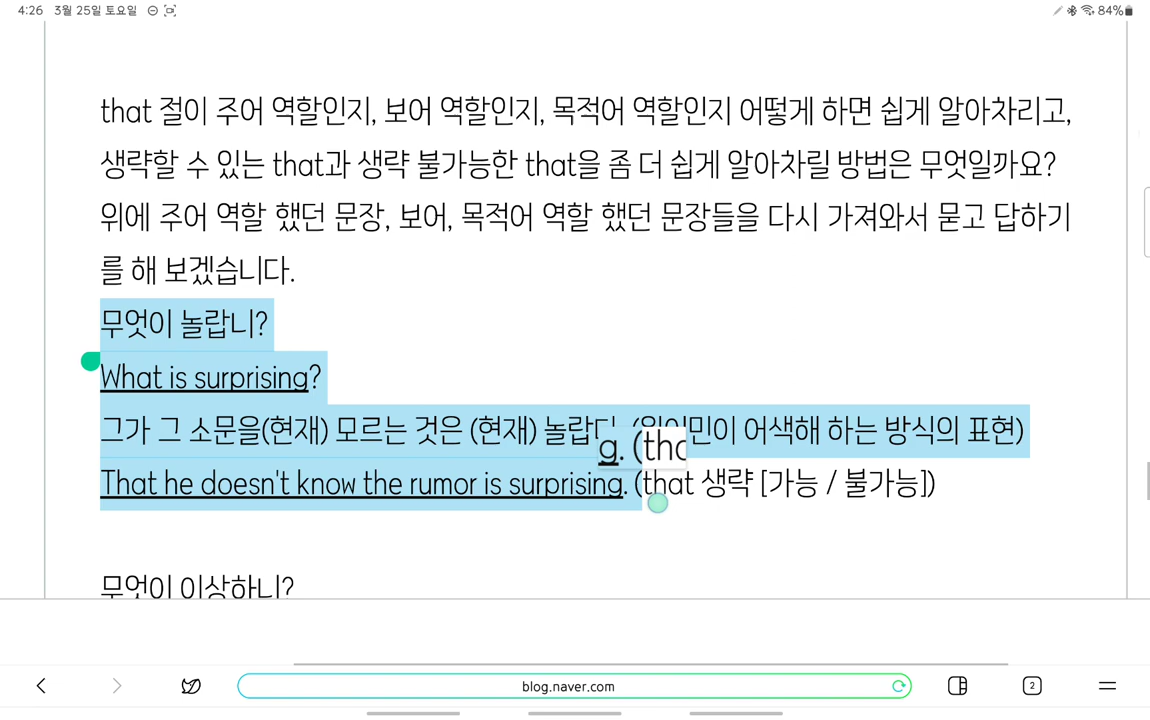 4:26 3월 25일 토요일 84%
that 절이 주어 역할인지, 보어 역할인지, 목적어 역할인지 어떻게 하면 쉽게 알아차리고,
생략할 수 있는 that과 생략 불가능한 that을 좀 더 쉽게 알아차릴 방법은 무엇일까요?
위에 주어 역할 했던 문장, 보어, 목적어 역할 했던 문장들을 다시 가져와서 묻고 답하기
를 해 보겠습니다.
무엇이 놀랍니?
What is surprising?
그가 그 소문을(현재) 모르는 것은 (현재) 어색해 하는 방식의 표현)
g. (tha
That he doesn't know the rumor is surprising. (that 생략 [가능 / 불가능])
무엇이 이상하니?
blog.naver.com
2